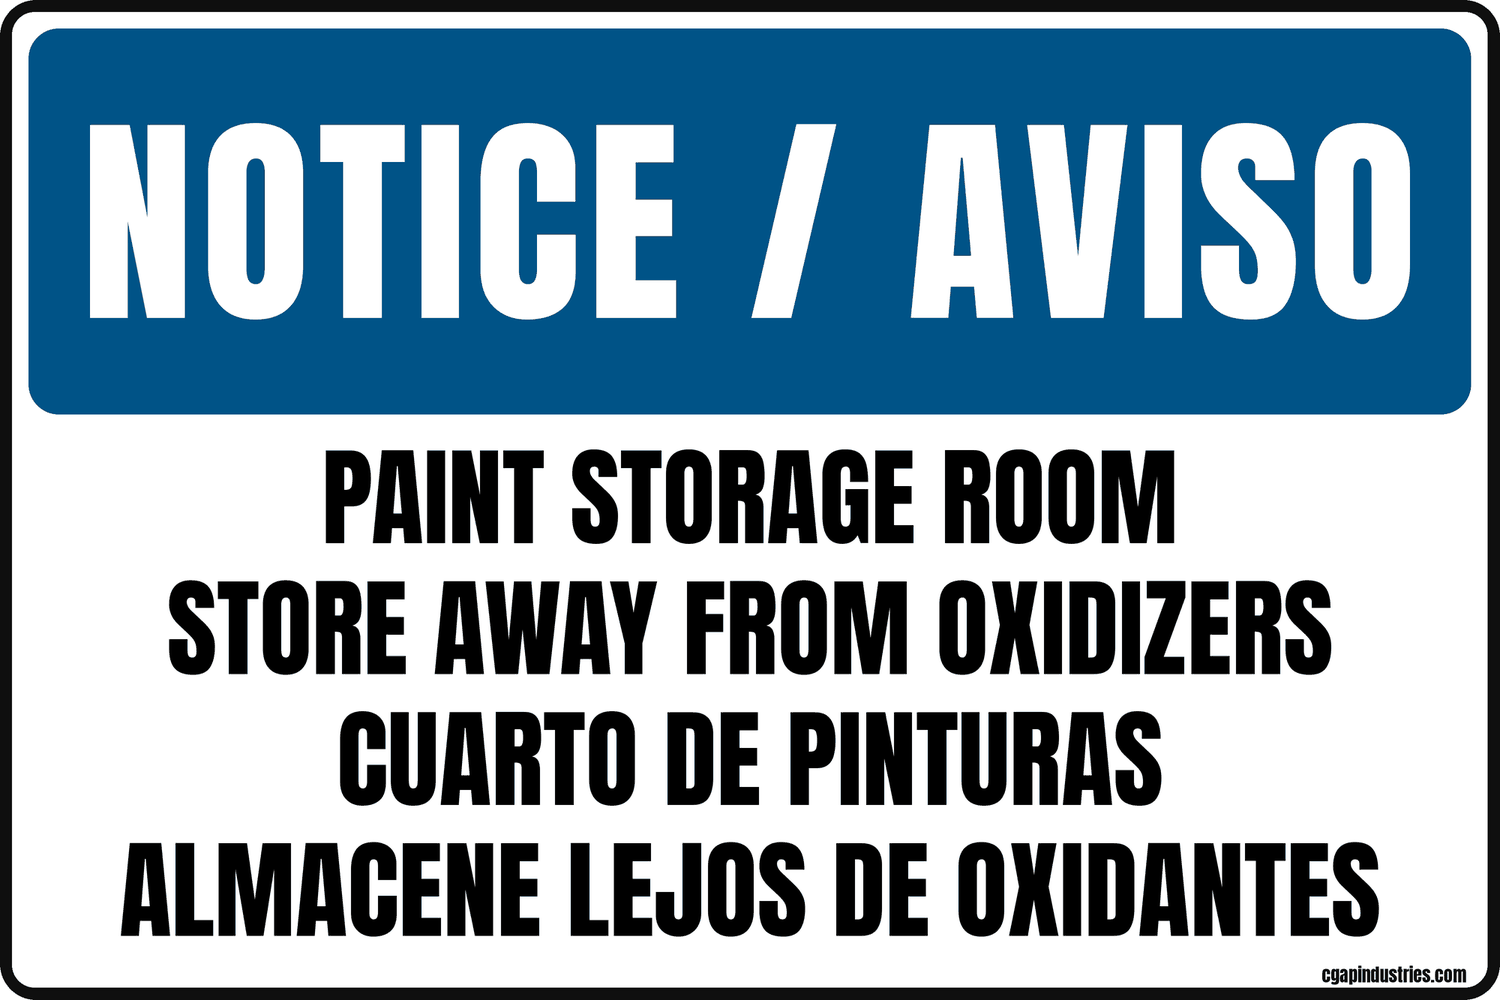 NOTICE / AVISO
PAINT STORAGE ROOM
STORE AWAY FROM OXIDIZERS
CUARTO DE PINTURAS
ALMACENE LEJOS DE OXIDANTES
cgapindustries.com